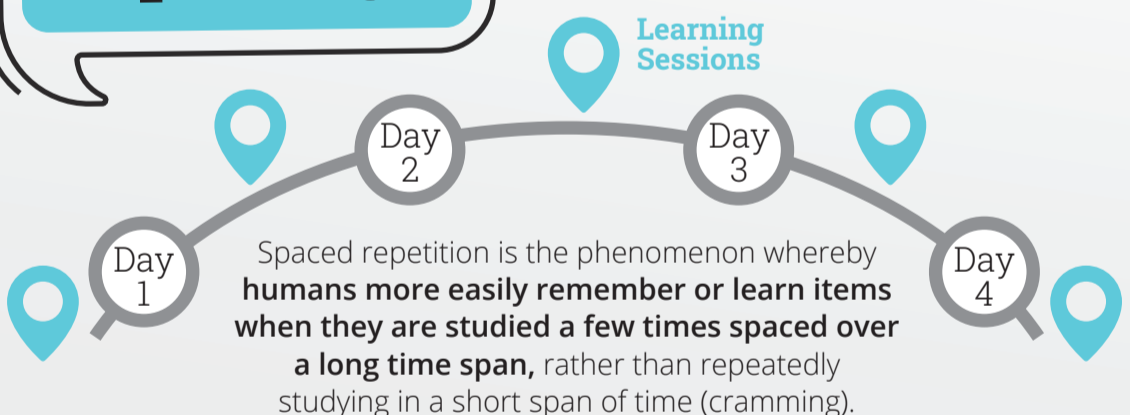 Learning
Sessions
Day
2
Day
3
Day
1
Day
4
Spaced repetition is the phenomenon whereby
humans more easily remember or learn items
when they are studied a few times spaced over
a long time span, rather than repeatedly
studying in a short span of time (cramming).